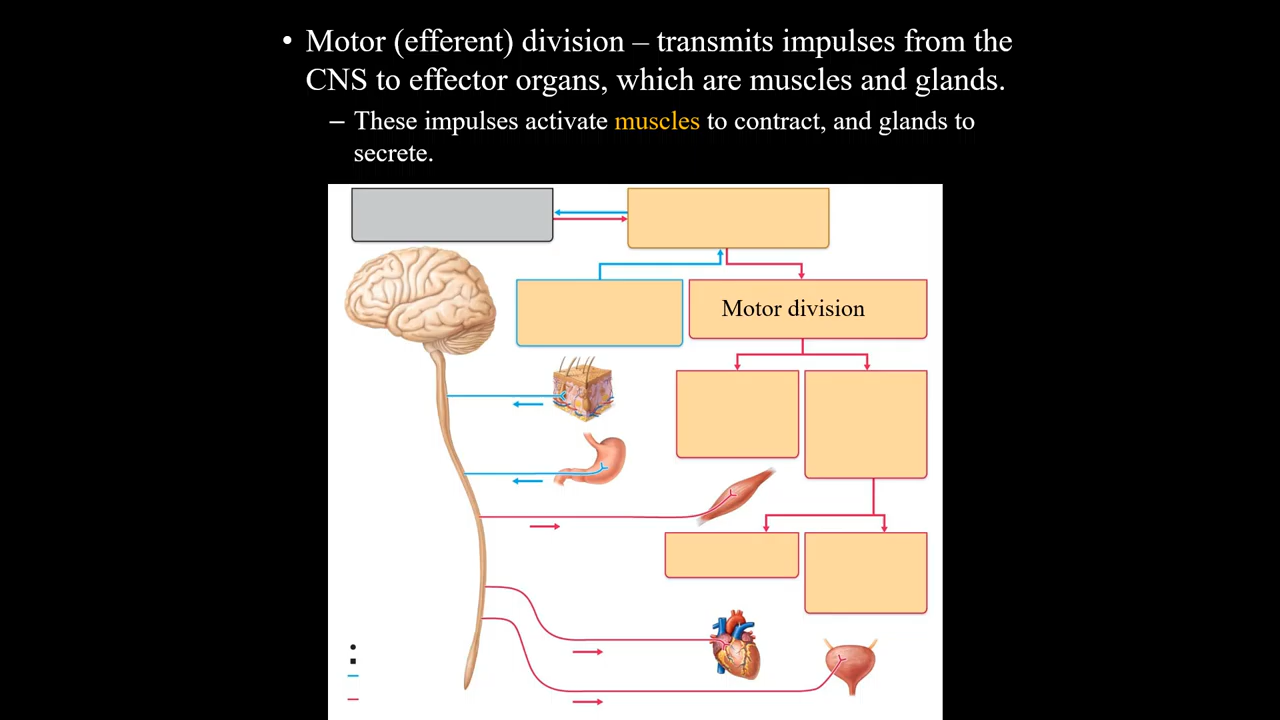 • Motor (efferent) division – transmits impulses from the
CNS to effector organs, which are muscles and glands.
– These impulses activate muscles to contract, and glands to
secrete.
Motor division